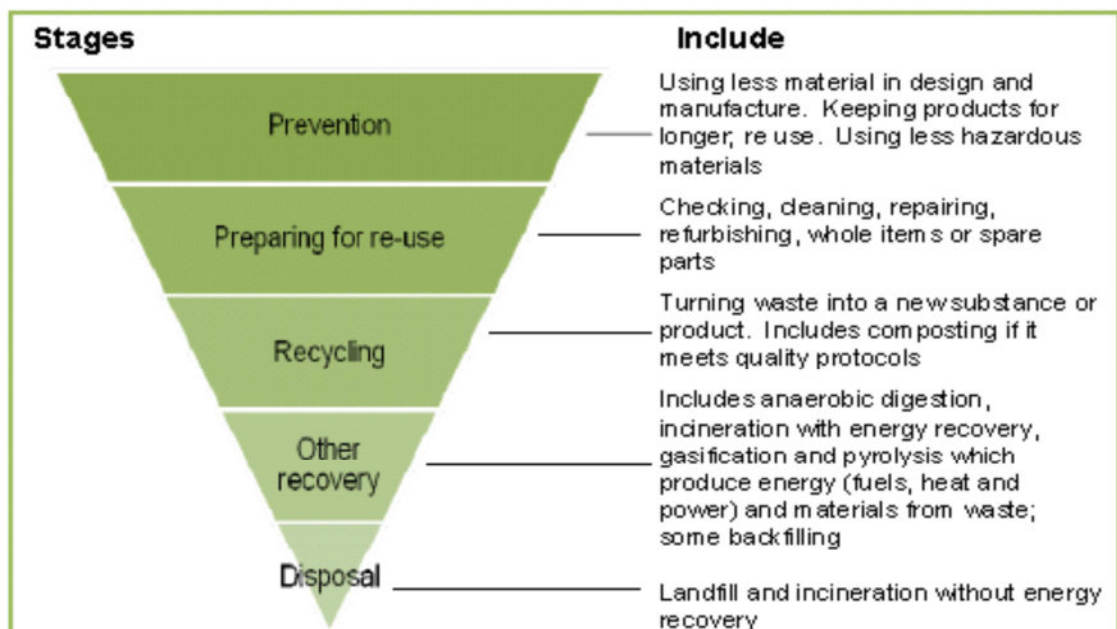 Stages
Include
Prevention
Using less material in design and
manufacture. Keeping products for
longer; re use. Using less hazardous
materials
Preparing for re-use
Checking, cleaning, repairing,
refurbishing, whole items or spare
parts
Recycling
Turning waste into a new substance or
product. Includes composting if it
meets quality protocols
Other
recovery
Includes anaerobic digestion,
incineration with energy recovery,
gasification and pyrolysis which
produce energy (fuels, heat and
power) and materials from waste;
some backfilling
Disposal
Landfill and incineration without energy
recovery